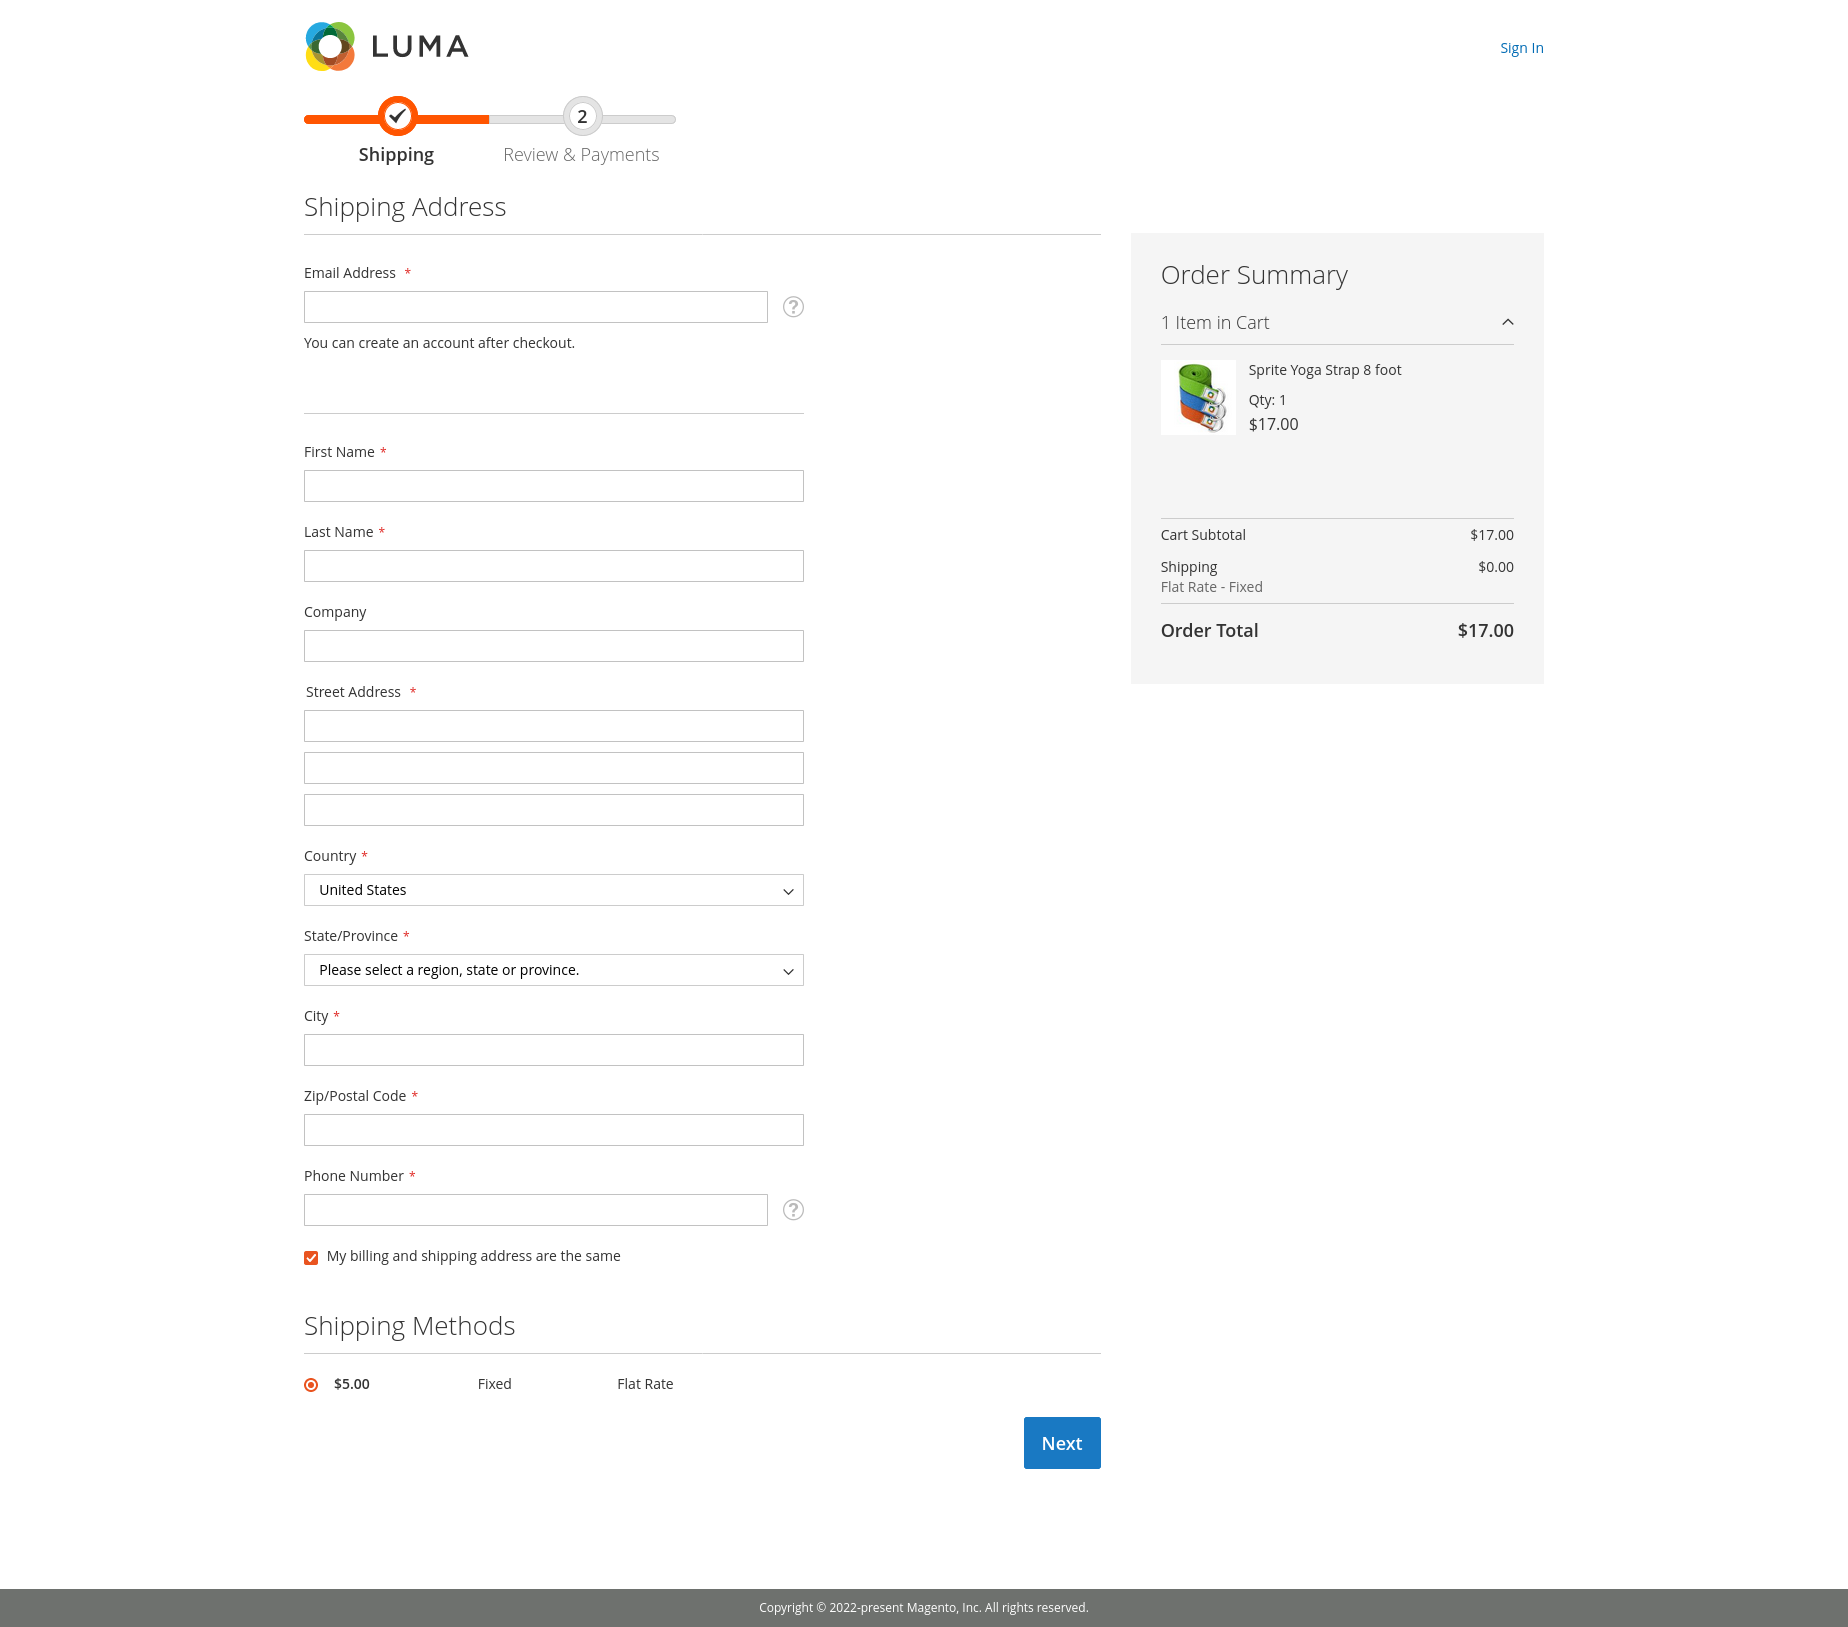 LUMA
Sign In
2
Shipping
Review & Payments
Shipping Address
Email Address *
?
You can create an account after checkout.
First Name *
Last Name *
Company
Street Address *
Country *
United States
State/Province *
Please select a region, state or province.
City *
Zip/Postal Code *
Phone Number *
?
My billing and shipping address are the same
Shipping Methods
$5.00 Fixed Flat Rate
Next
Order Summary
1 Item in Cart
Sprite Yoga Strap 8 foot
Qty: 1
$17.00
Cart Subtotal $17.00
Shipping $0.00
Flat Rate - Fixed
Order Total $17.00
Copyright © 2022-present Magento, Inc. All rights reserved.